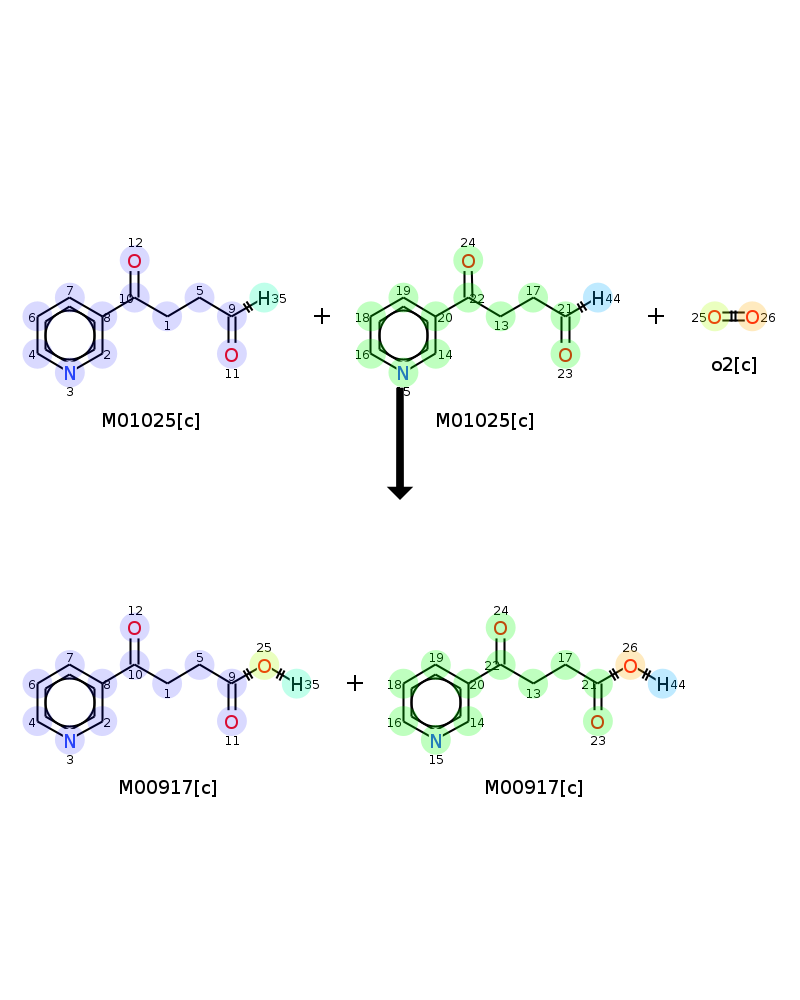 12 24
O O
7 19
10 5 9 H35 22 17 21 H44
6 8 1 18 20 13 + 25 O O 26
4 2 O 16 14 O o2[c]
N 11 N 23
3 15
M01025[c] M01025[c]
12 24
O O
7 25 19 26
10 5 O 22 17 O
6 8 1 9 H35 + 18 20 13 21 H44
4 2 O 16 14 O
N 11 N 23
3 15
M00917[c] M00917[c]